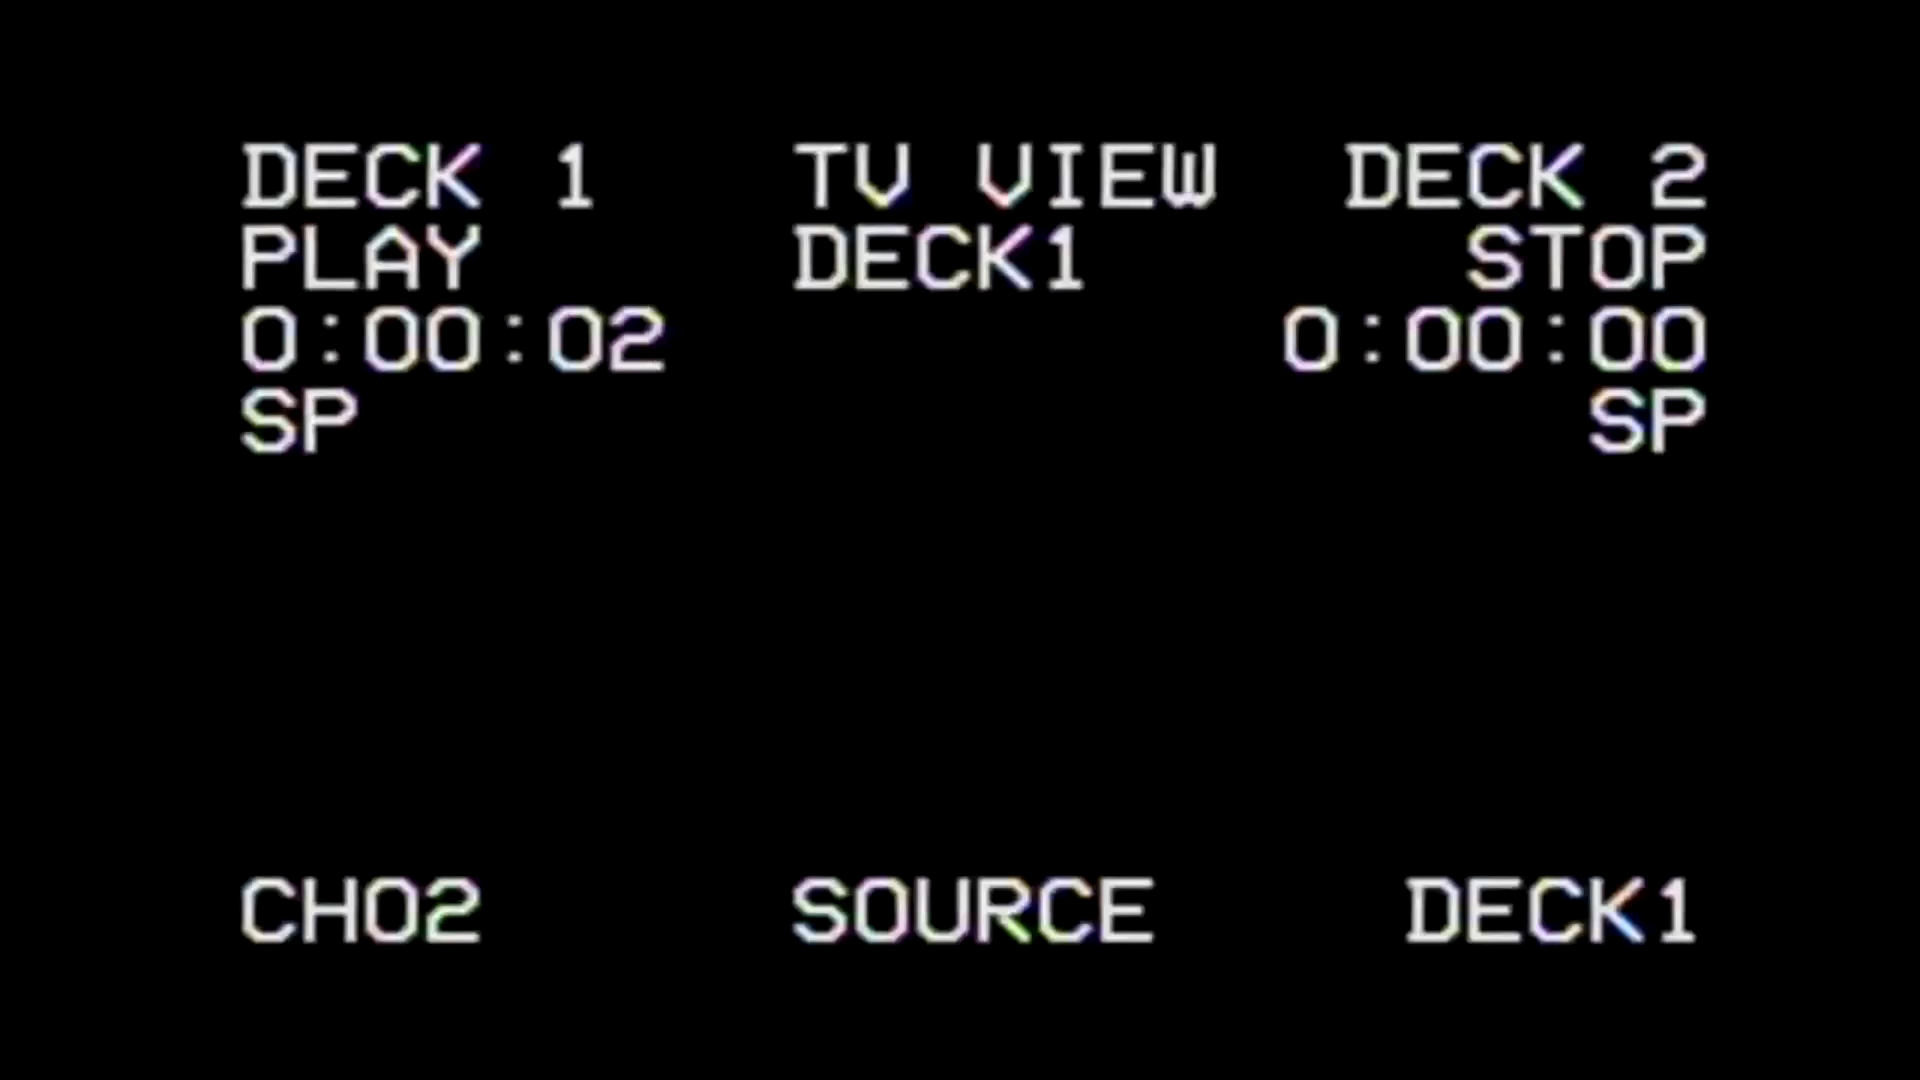 DECK 1 TV VIEW DECK 2
PLAY DECK1 STOP
0:00:02 0:00:00
SP SP
CH02 SOURCE DECK1